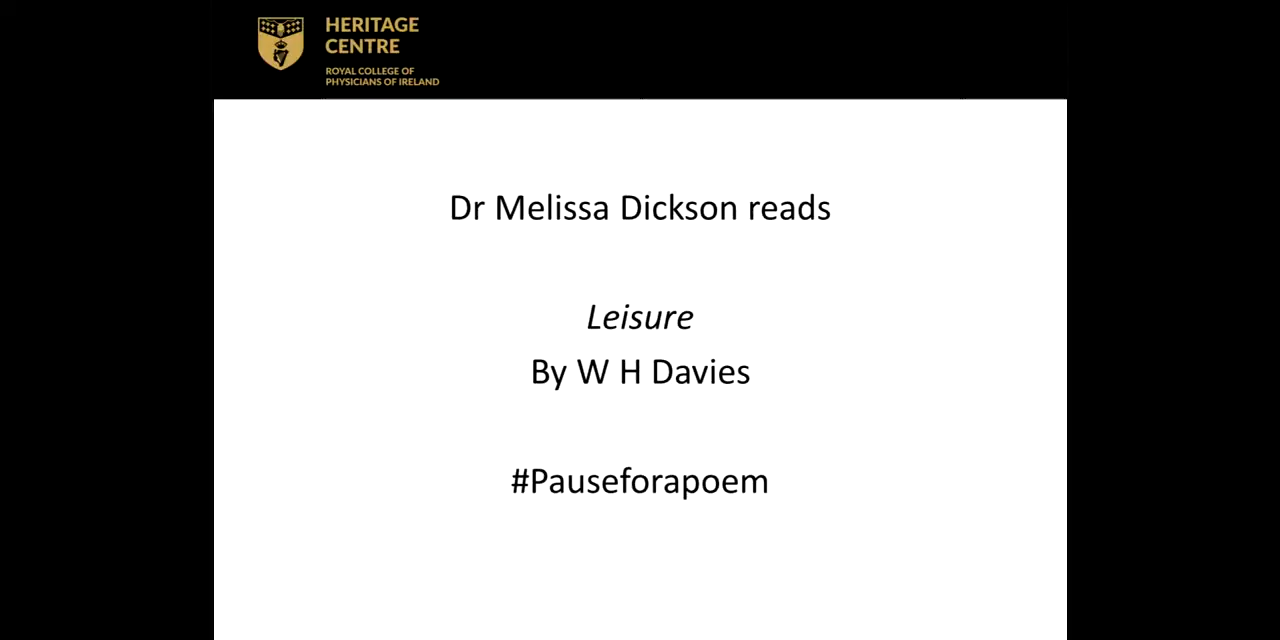 HERITAGE
CENTRE
ROYAL COLLEGE OF
PHYSICIANS OF IRELAND
Dr Melissa Dickson reads
Leisure
By W H Davies
#Pauseforapoem